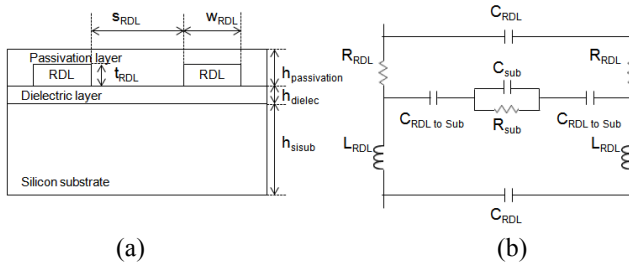 sRDL
wRDL
Passivation layer
RDL
tRDL
RDL
hpassivation
Dielectric layer
hdielec
hsisub
Silicon substrate
(a)
CRDL
RRDL
RRDL
Csub
CRDL to Sub
Rsub
CRDL to Sub
LRDL
LRDL
CRDL
(b)